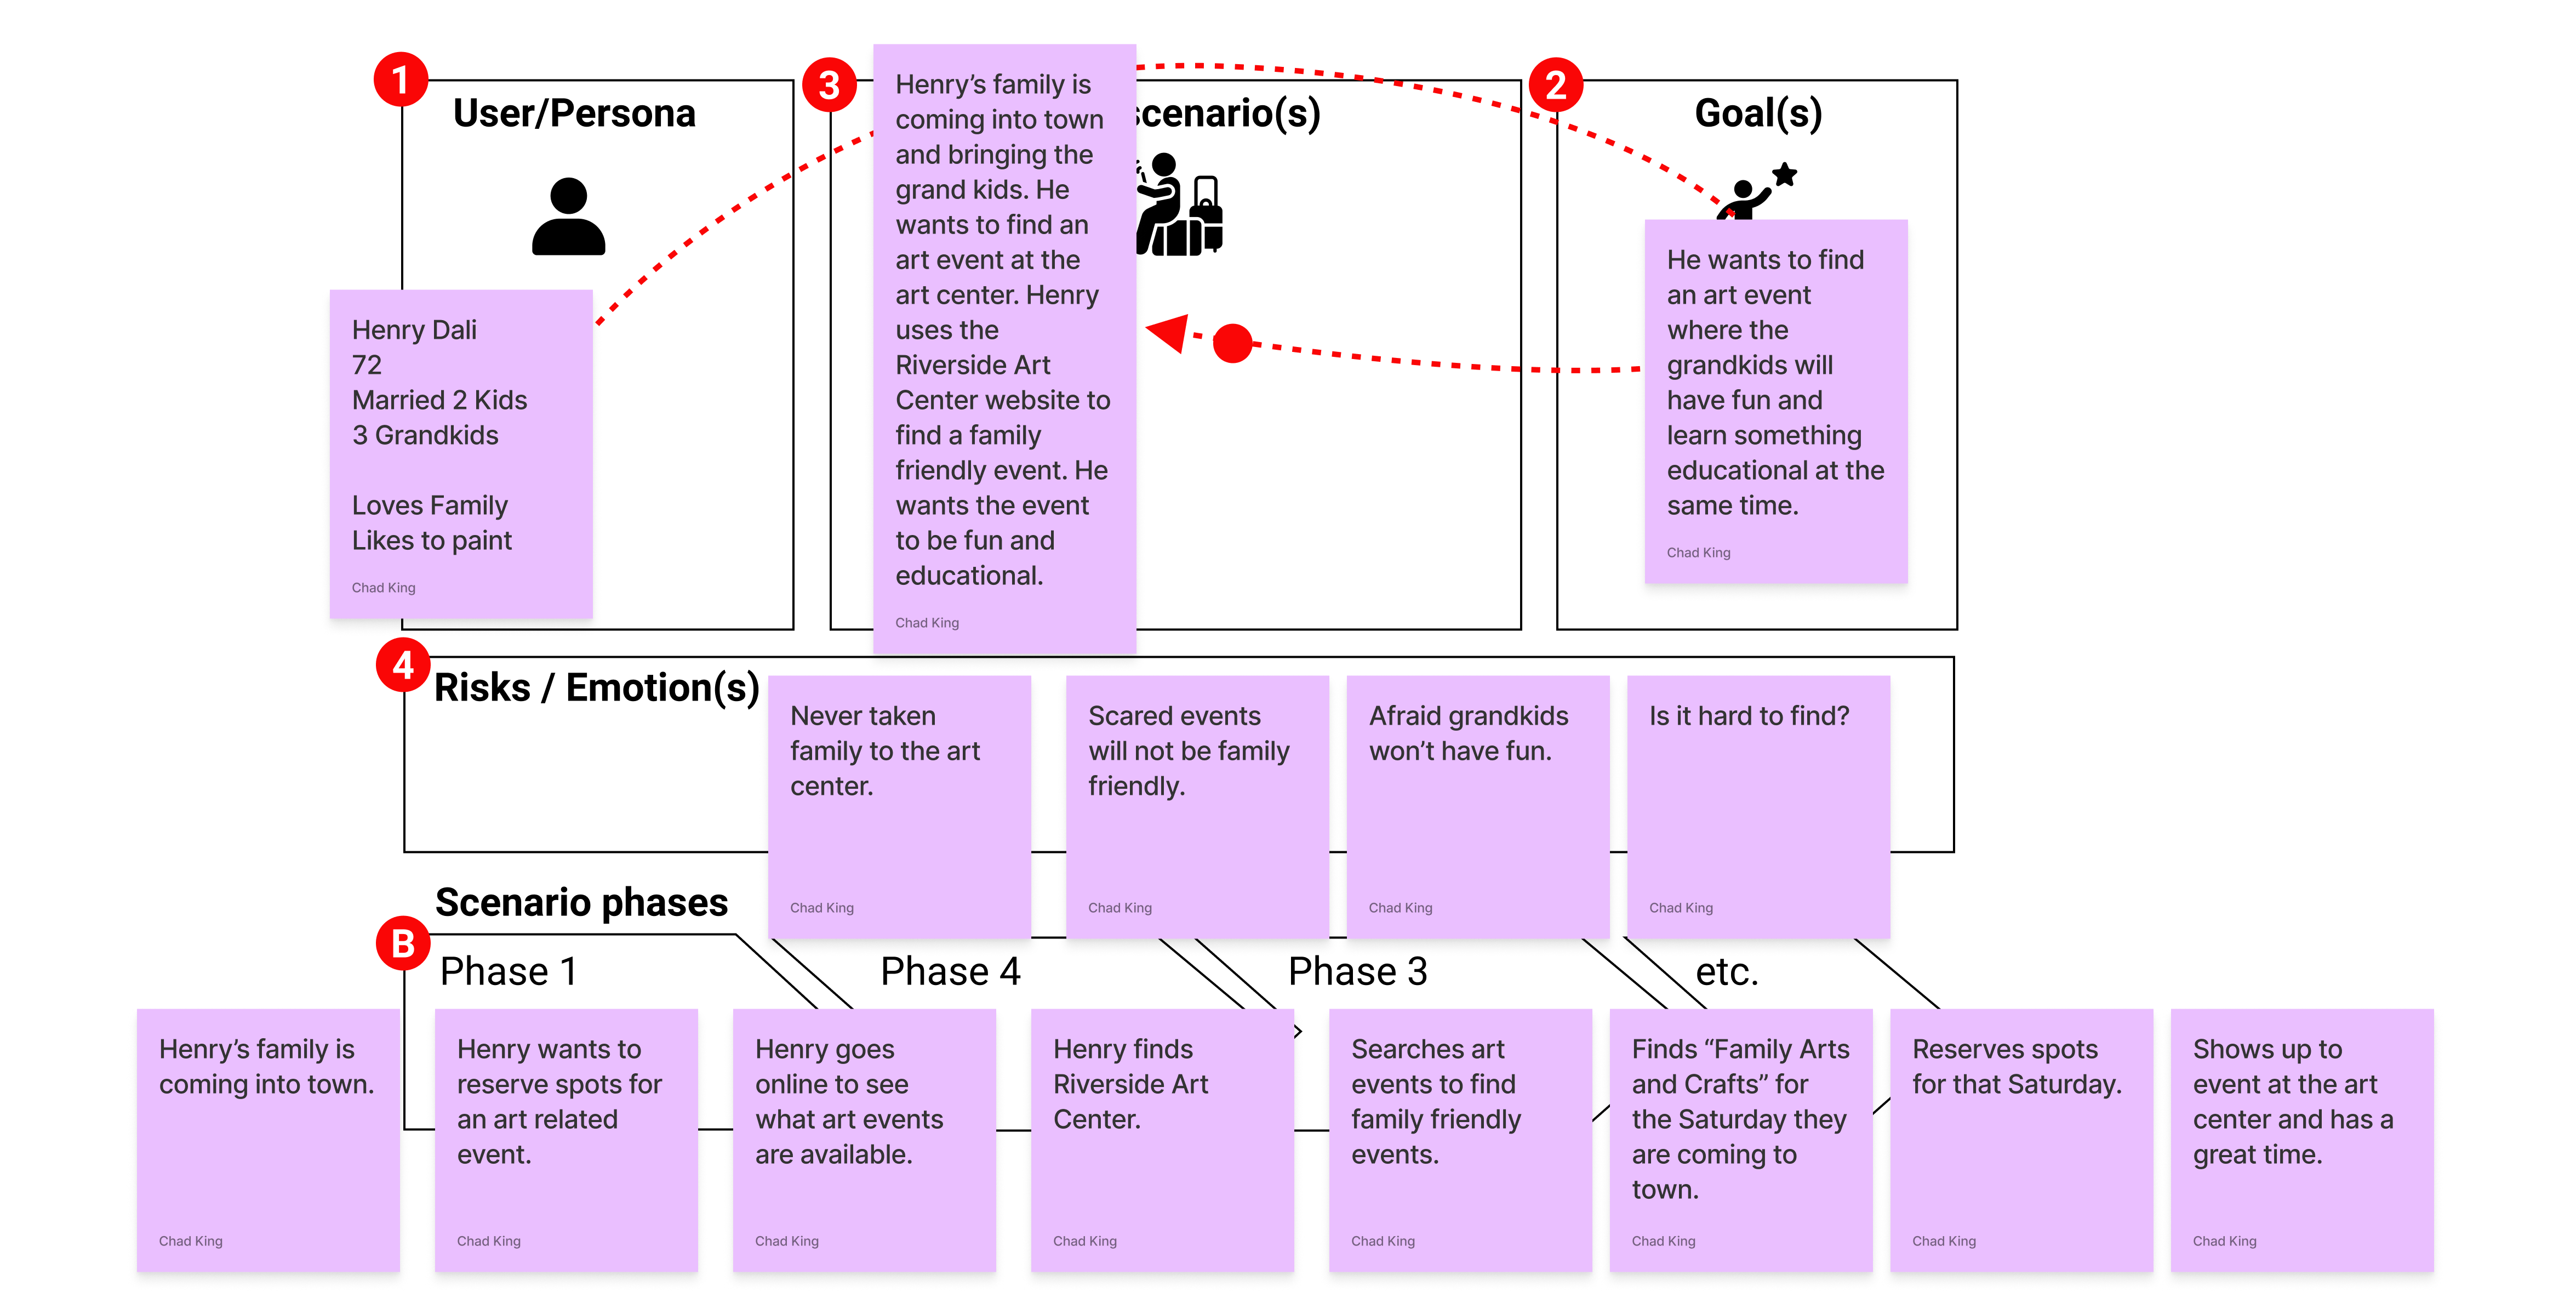 1
User/Persona
Henry Dali
72
Married 2 Kids
3 Grandkids
Loves Family
Likes to paint
Chad King
3
scenario(s)
Henry’s family is
coming into town
and bringing the
grand kids. He
wants to find an
art event at the
art center. Henry
uses the
Riverside Art
Center website to
find a family
friendly event. He
wants the event
to be fun and
educational.
Chad King
2
Goal(s)
He wants to find
an art event
where the
grandkids will
have fun and
learn something
educational at the
same time.
Chad King
4
Risks / Emotion(s)
Never taken
family to the art
center.
Chad King
Scared events
will not be family
friendly.
Chad King
Afraid grandkids
won’t have fun.
Chad King
Is it hard to find?
Chad King
Scenario phases
B
Phase 1
Phase 4
Phase 3
etc.
Henry’s family is
coming into town.
Chad King
Henry wants to
reserve spots for
an art related
event.
Chad King
Henry goes
online to see
what art events
are available.
Chad King
Henry finds
Riverside Art
Center.
Chad King
Searches art
events to find
family friendly
events.
Chad King
Finds “Family Arts
and Crafts” for
the Saturday they
are coming to
town.
Chad King
Reserves spots
for that Saturday.
Chad King
Shows up to
event at the art
center and has a
great time.
Chad King